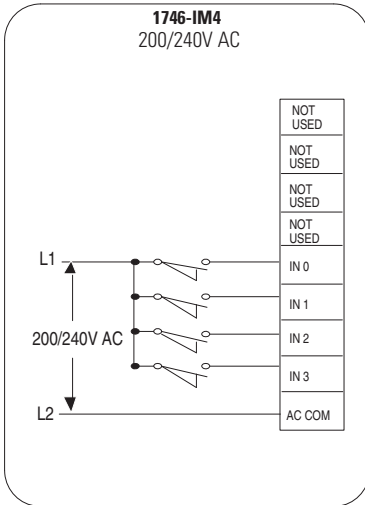 1746-IM4
200/240V AC
NOT
USED
NOT
USED
NOT
USED
NOT
USED
L1
IN 0
IN 1
200/240V AC
IN 2
IN 3
L2
AC COM